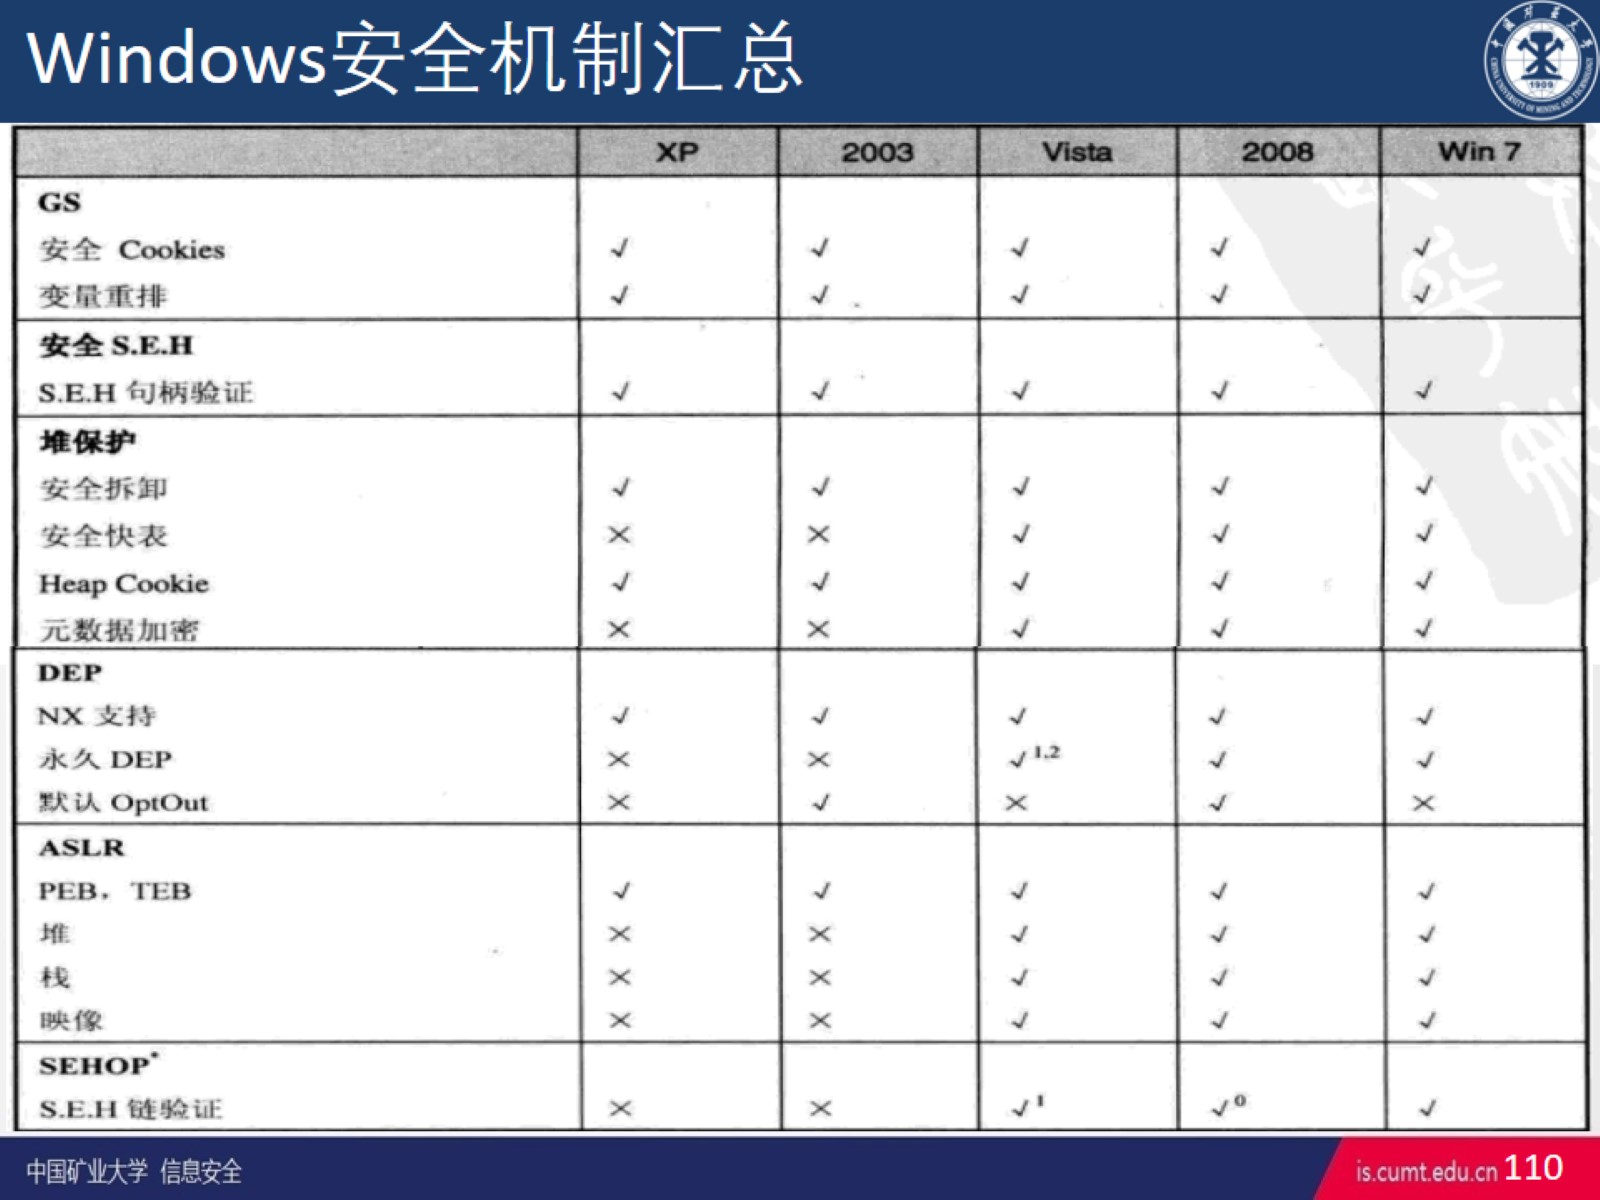 Windows安全机制汇总
XP 2003 Vista 2008 Win 7
GS
安全 Cookies √ √ √ √ √
变量重排 √ √ √ √ √
安全 S.E.H
S.E.H 句柄验证 √ √ √ √ √
堆保护
安全拆卸 √ √ √ √ √
安全快表 × × √ √ √
Heap Cookie √ √ √ √ √
元数据加密 × × √ √ √
DEP
NX 支持 √ √ √ √ √
永久 DEP × × √1,2 √ √
默认 OptOut × √ × √ ×
ASLR
PEB，TEB √ √ √ √ √
堆 × × √ √ √
栈 × × √ √ √
映像 × × √ √ √
SEHOP*
S.E.H 链验证 × × √1 √0 √
中国矿业大学 信息安全
is.cumt.edu.cn 110